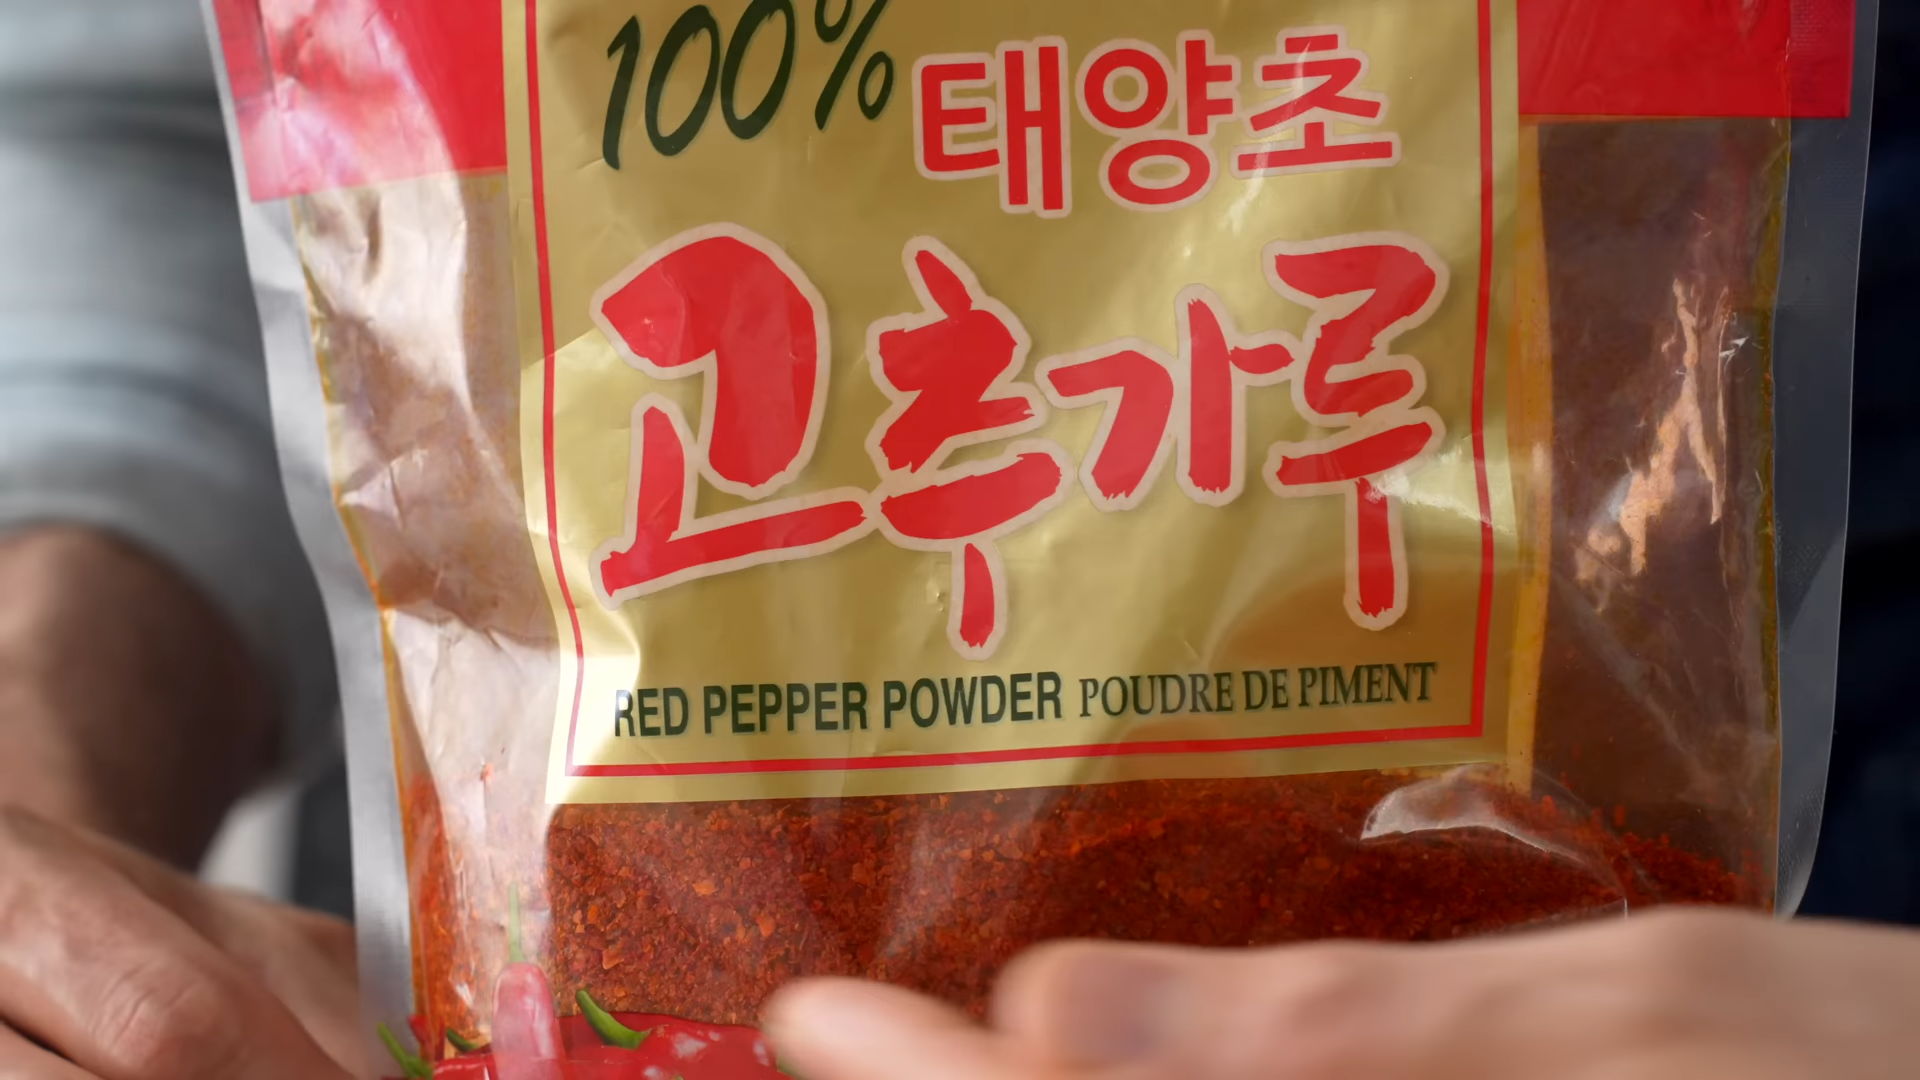 100% 태양초
고추가루
RED PEPPER POWDER POUDRE DE PIMENT